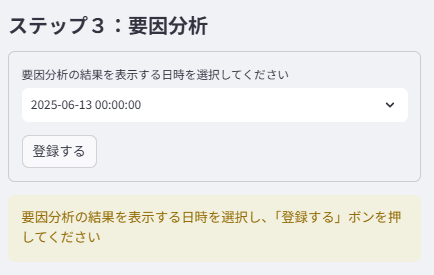 ステップ３：要因分析
要因分析の結果を表示する日時を選択してください
2025-06-13 00:00:00
登録する
要因分析の結果を表示する日時を選択し、「登録する」ボンを押
してください